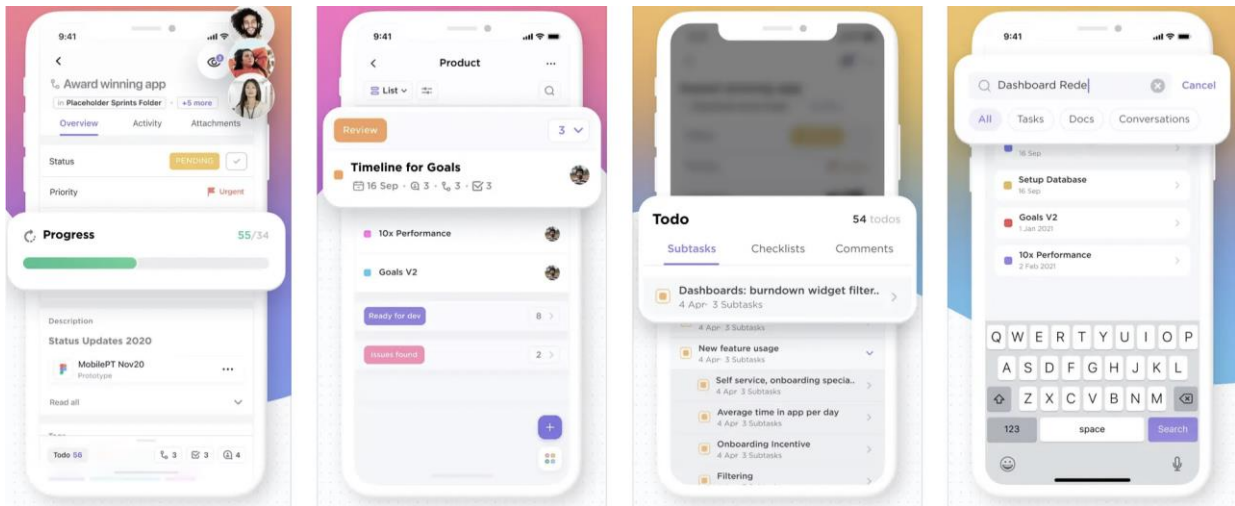 9:41
Award winning app
in Placeholder Sprints Folder · +5 more
Overview Activity Attachments
Status PENDING
Priority Urgent
Progress 55/34
Description
Status Updates 2020
MobilePT Nov20 ...
Prototype
Read all
Todo 56 3 3 4
9:41
Product ...
List
Review 3
Timeline for Goals
16 Sep · 3 · 3 · 3
10x Performance
Goals V2
Ready for dev 8
Issues found 2
+
Todo 54 todos
Subtasks Checklists Comments
Dashboards: burndown widget filter..
4 Apr· 3 Subtasks
4 Apr· 3 Subtasks
New feature usage
4 Apr· 3 Subtasks
Self service, onboarding specia..
4 Apr 3 Subtasks
Average time in app per day
4 Apr 3 Subtasks
Onboarding Incentive
4 Apr 3 Subtasks
Filtering
9:41
Dashboard Rede Cancel
All Tasks Docs Conversations
16 Sep
Setup Database
16 Sep
Goals V2
1 Jan 2021
10x Performance
2 Feb 2021
Q W E R T Y U I O P
A S D F G H J K L
Z X C V B N M
123 space Search